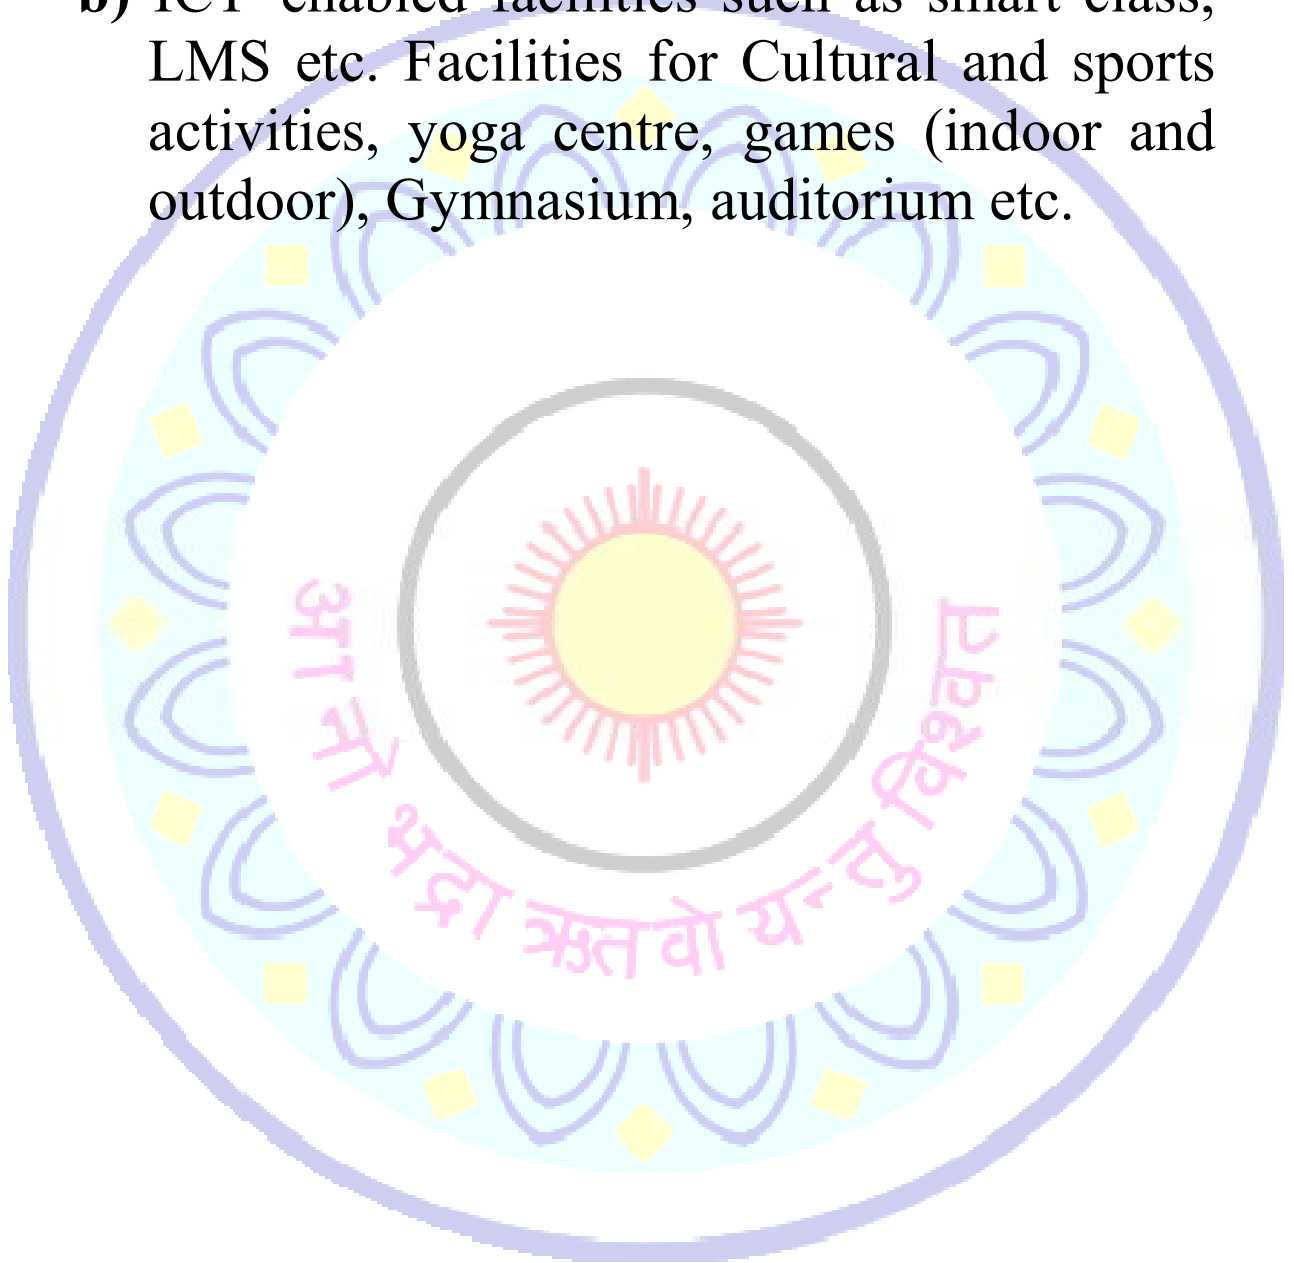 b) ICT enabled facilities such as smart class,
LMS etc. Facilities for Cultural and sports
activities, yoga centre, games (indoor and
outdoor), Gymnasium, auditorium etc.
आ नो भद्रा ऋतवो यन्तु विश्वत